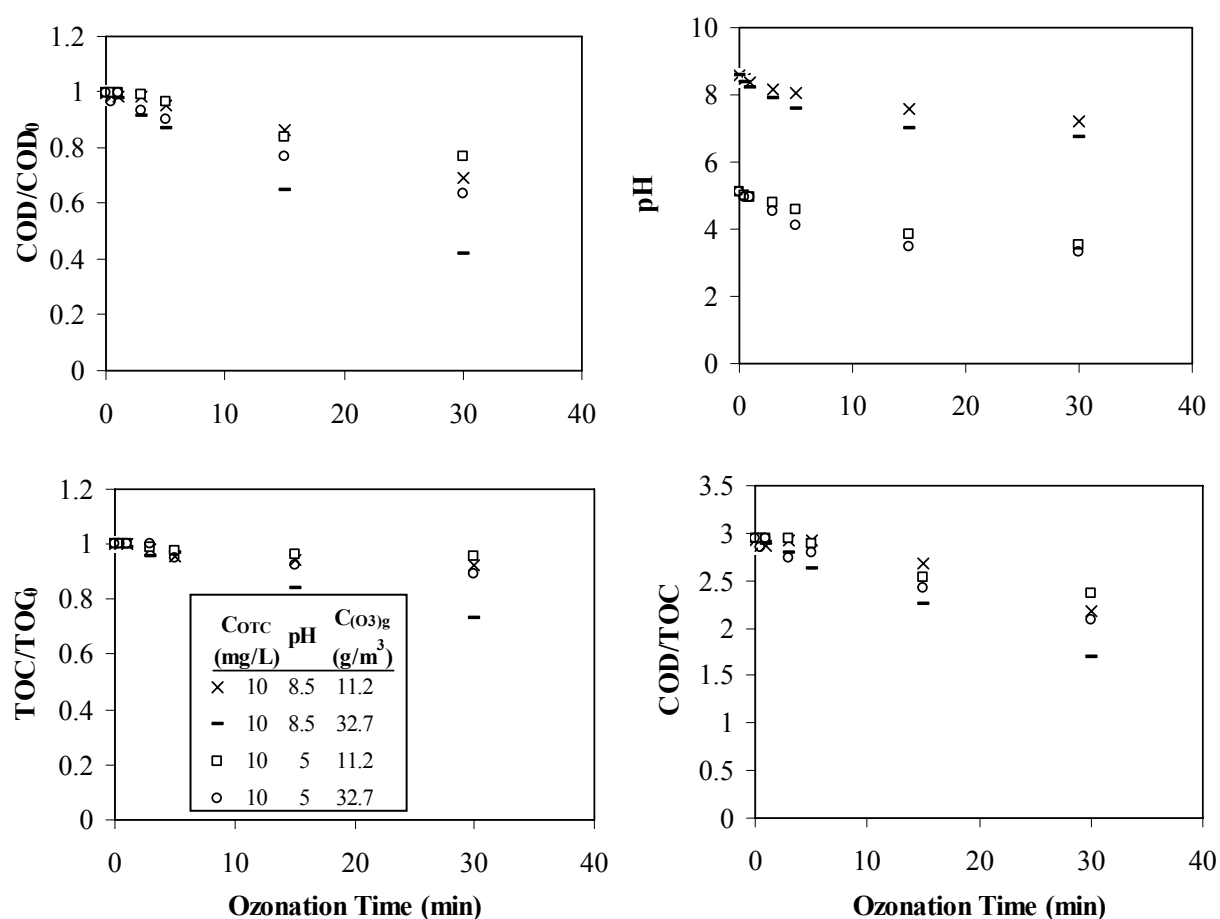 1.2
1
0.8
0.6
0.4
0.2
0
0 10 20 30 40
COD/COD0
10
8
6
4
2
0
0 10 20 30 40
pH
1.2
1
0.8
0.6
0.4
0.2
0
0 10 20 30 40
TOC/TOC0
Ozonation Time (min)
COTC pH C(O3)g
(mg/L) (g/m3)
10 8.5 11.2
10 8.5 32.7
10 5 11.2
10 5 32.7
3.5
3
2.5
2
1.5
1
0.5
0
0 10 20 30 40
COD/TOC
Ozonation Time (min)